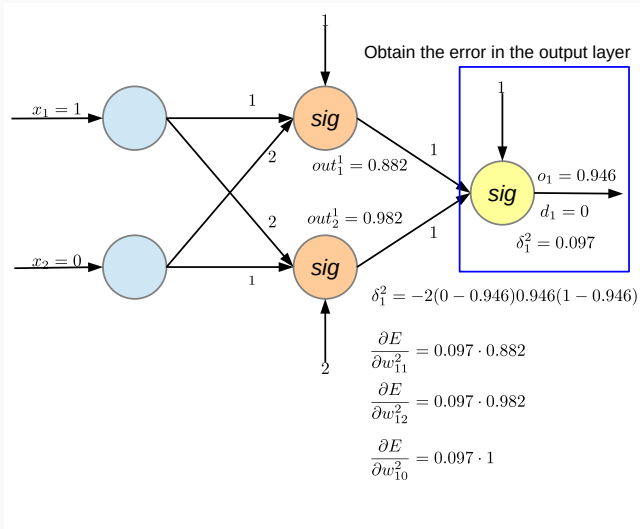 1
Obtain the error in the output layer
x₁ = 1
1
sig
1
2
out₁¹ = 0.882
1
sig
o₁ = 0.946
d₁ = 0
δ₁² = 0.097
out₂¹ = 0.982
2
1
x₂ = 0
1
sig
2
δ₁² = −2(0 − 0.946)0.946(1 − 0.946)
∂E/∂w₁₁² = 0.097 · 0.882
∂E/∂w₁₂² = 0.097 · 0.982
∂E/∂w₁₀² = 0.097 · 1